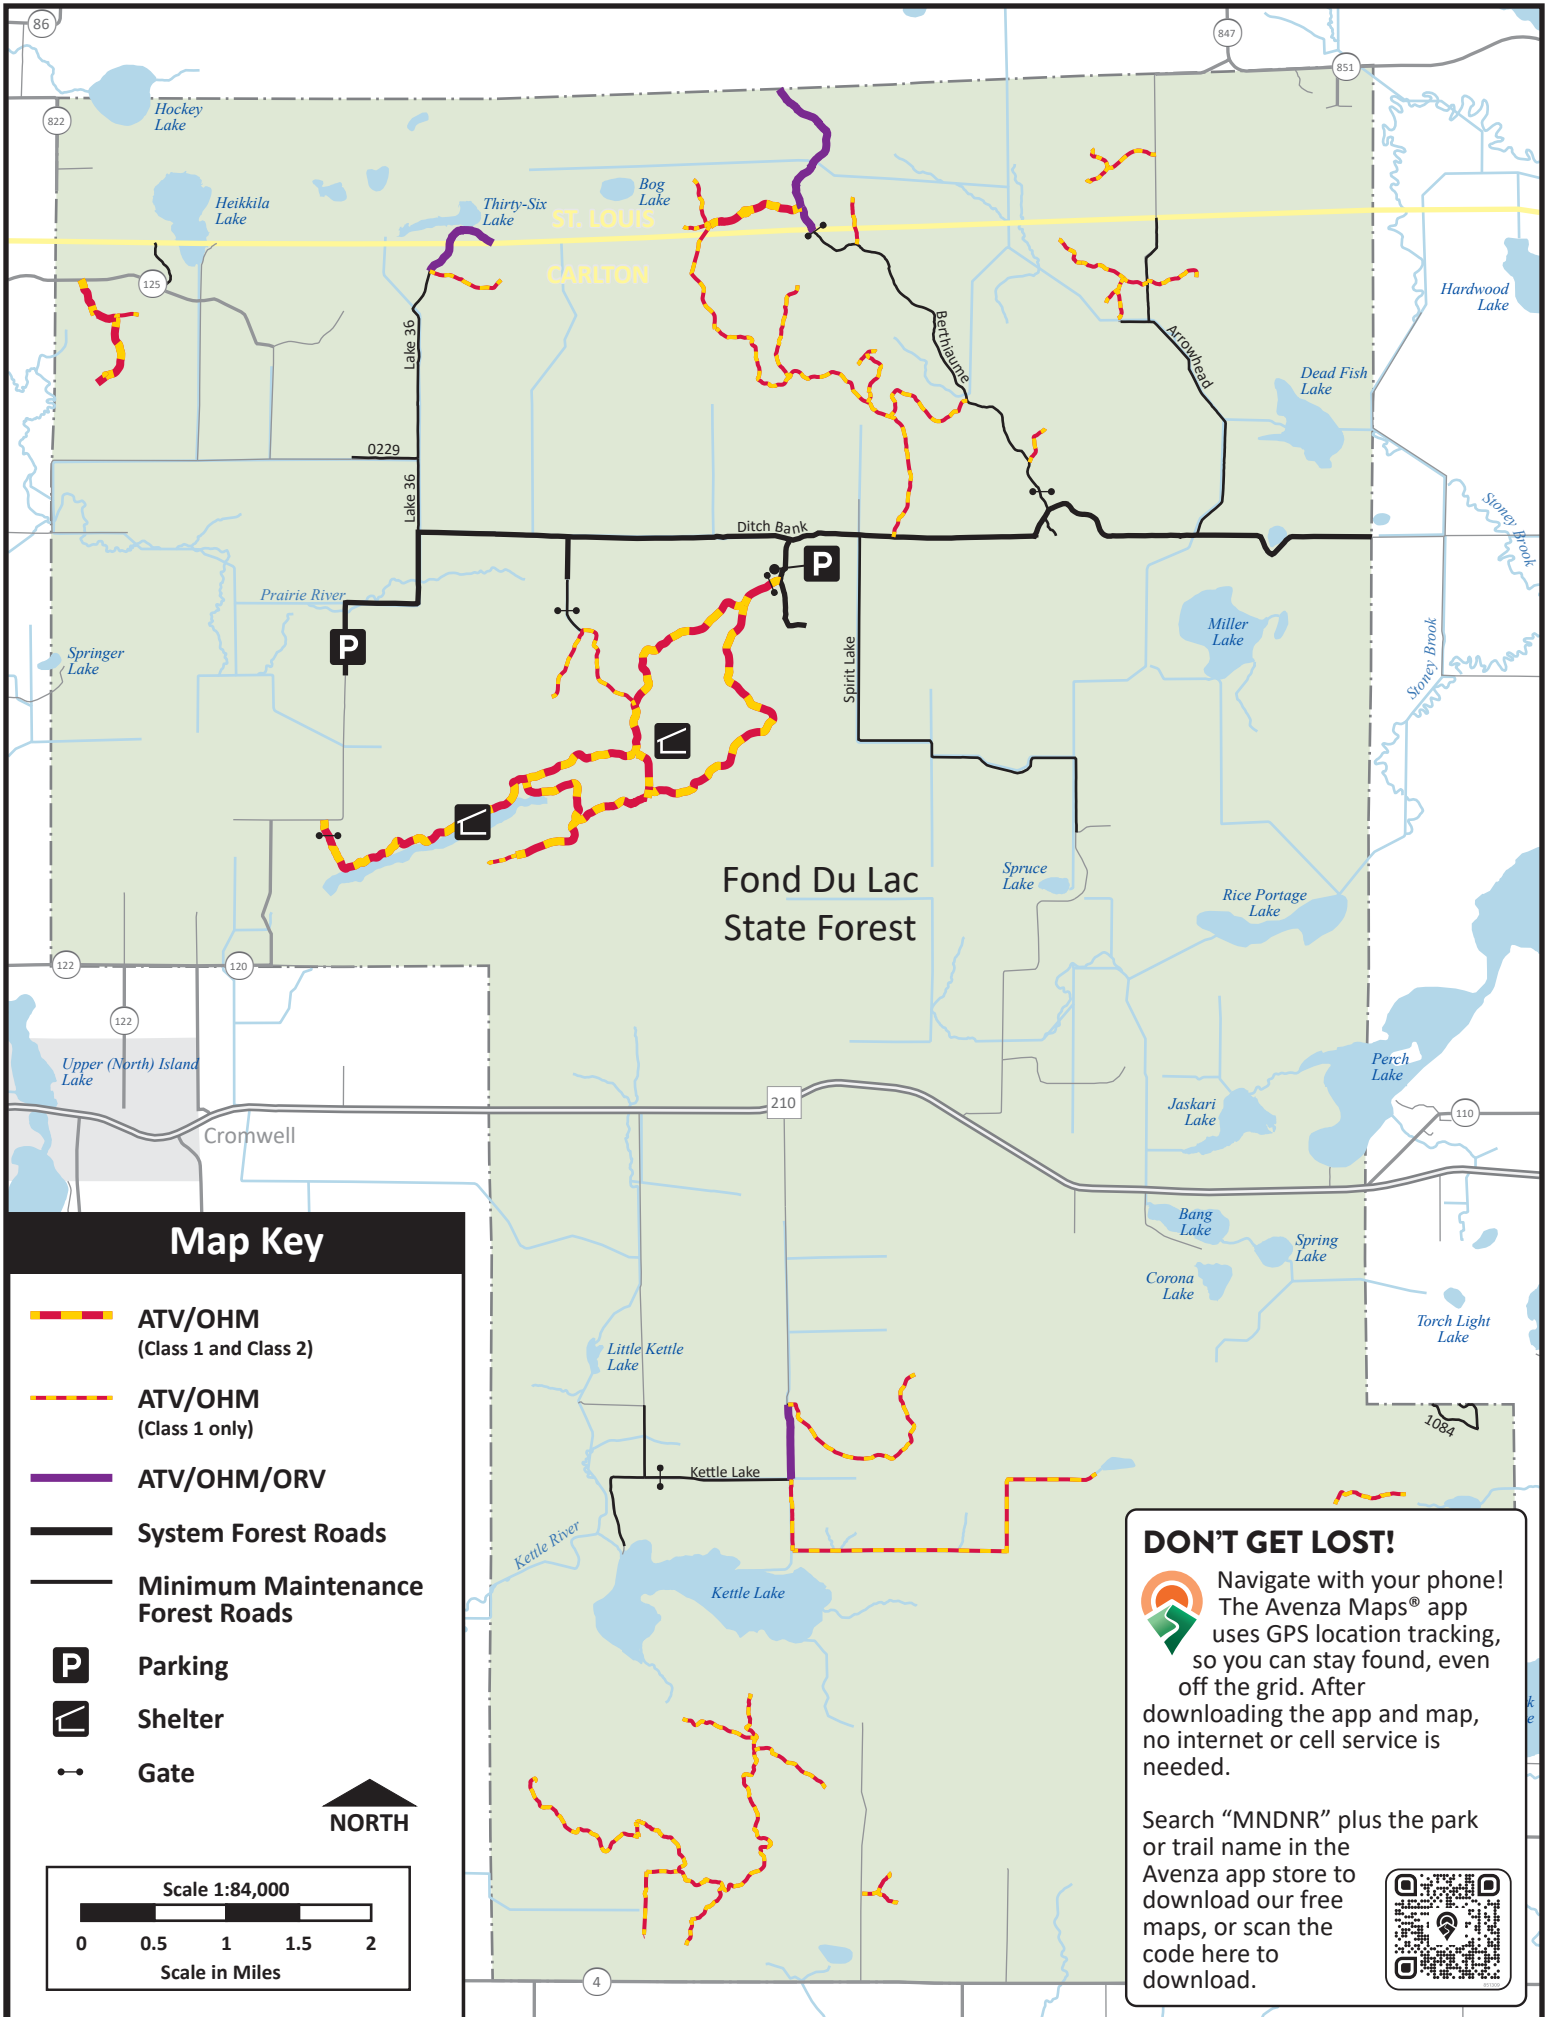 86
847
851
Hockey
Lake
822
Heikkila
Lake
Thirty-Six
Lake
Bog
Lake
ST. LOUIS
CARLTON
125
Hardwood
Lake
Lake 36
Berthiaume
Arrowhead
Dead Fish
Lake
0229
Lake 36
Ditch Bank
Stoney Brook
P
Prairie River
P
Springer
Lake
Miller
Lake
Spirit Lake
Stoney Brook
Fond Du Lac
State Forest
Spruce
Lake
Rice Portage
Lake
122
120
122
Upper (North) Island
Lake
Perch
Lake
210
Jaskari
Lake
110
Cromwell
Bang
Lake
Spring
Lake
Corona
Lake
Torch Light
Lake
Little Kettle
Lake
1084
Kettle Lake
Kettle River
Kettle Lake
k
e
4
Map Key
ATV/OHM
(Class 1 and Class 2)
ATV/OHM
(Class 1 only)
ATV/OHM/ORV
System Forest Roads
Minimum Maintenance
Forest Roads
P Parking
Shelter
Gate
NORTH
Scale 1:84,000
0 0.5 1 1.5 2
Scale in Miles
DON'T GET LOST!
Navigate with your phone!
The Avenza Maps® app
uses GPS location tracking,
so you can stay found, even
off the grid. After
downloading the app and map,
no internet or cell service is
needed.
Search “MNDNR” plus the park
or trail name in the
Avenza app store to
download our free
maps, or scan the
code here to
download.